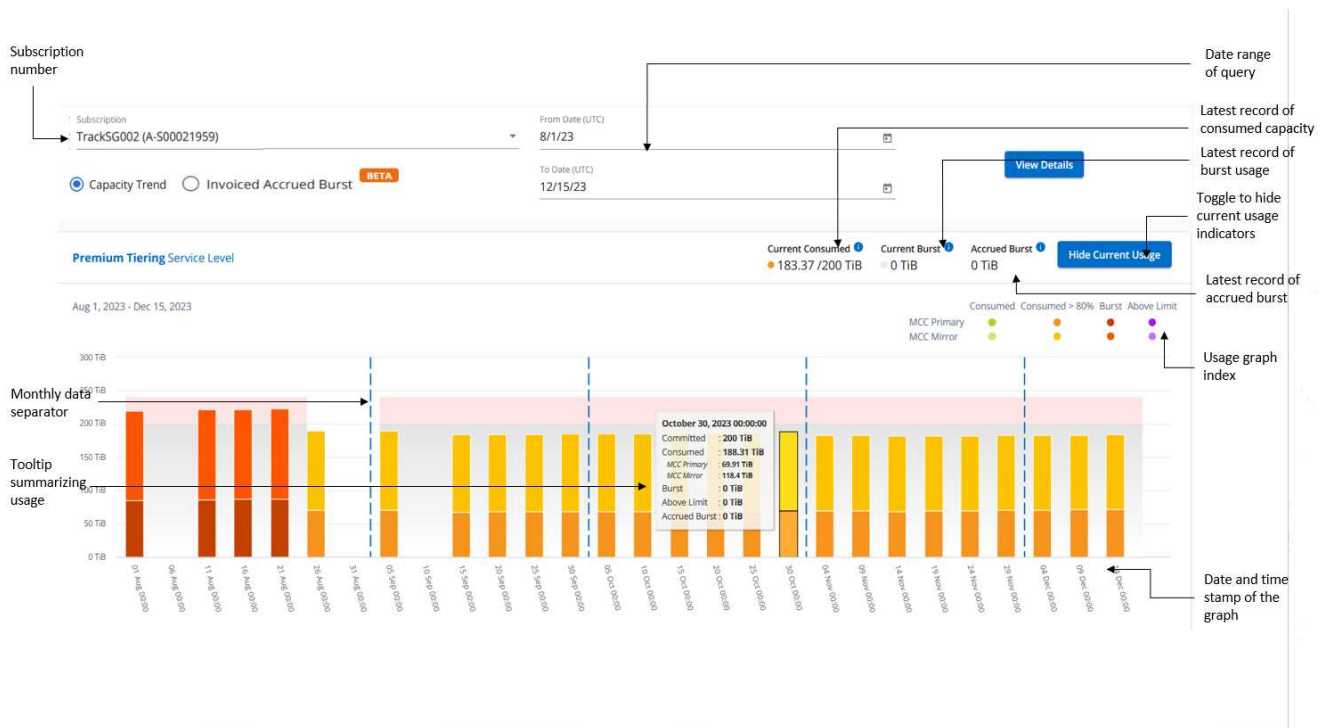 Subscription
number
Date range
of query
Subscription
TrackSG002 (A-S00021959)
From Date (UTC)
8/1/23
Latest record of
consumed capacity
Latest record of
burst usage
Capacity Trend
Invoiced Accrued Burst
BETA
To Date (UTC)
12/15/23
View Details
Toggle to hide
current usage
indicators
Premium Tiering Service Level
Current Consumed
183.37 /200 TiB
Current Burst
0 TiB
Accrued Burst
0 TiB
Hide Current Usage
Latest record of
accrued burst
Aug 1, 2023 - Dec 15, 2023
Consumed Consumed > 80% Burst Above Limit
MCC Primary
MCC Mirror
Usage graph
index
300 TiB
250 TiB
200 TiB
150 TiB
100 TiB
50 TiB
0 TiB
Monthly data
separator
Tooltip
summarizing
usage
October 30, 2023 00:00:00
Committed : 200 TiB
Consumed : 188.31 TiB
MCC Primary : 69.91 TiB
MCC Mirror : 118.4 TiB
Burst : 0 TiB
Above Limit : 0 TiB
Accrued Burst : 0 TiB
01 Aug 00:00
06 Aug 00:00
11 Aug 00:00
16 Aug 00:00
21 Aug 00:00
26 Aug 00:00
31 Aug 00:00
05 Sep 00:00
10 Sep 00:00
15 Sep 00:00
20 Sep 00:00
25 Sep 00:00
30 Sep 00:00
05 Oct 00:00
10 Oct 00:00
15 Oct 00:00
20 Oct 00:00
25 Oct 00:00
30 Oct 00:00
04 Nov 00:00
09 Nov 00:00
14 Nov 00:00
19 Nov 00:00
24 Nov 00:00
29 Nov 00:00
04 Dec 00:00
09 Dec 00:00
Dec 00:00
Date and time
stamp of the
graph